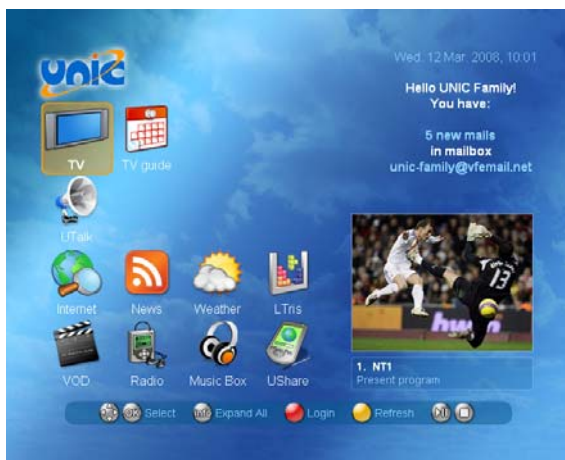 unic
Wed. 12 Mar. 2008, 10:01
Hello UNIC Family!
You have:
5 new mails
in mailbox
unic-family@vfemail.net
TV
TV guide
UTalk
Internet
News
Weather
LTris
VOD
Radio
Music Box
UShare
13
1. NT1
Present program
OK Select
Info Expand All
Login
Refresh